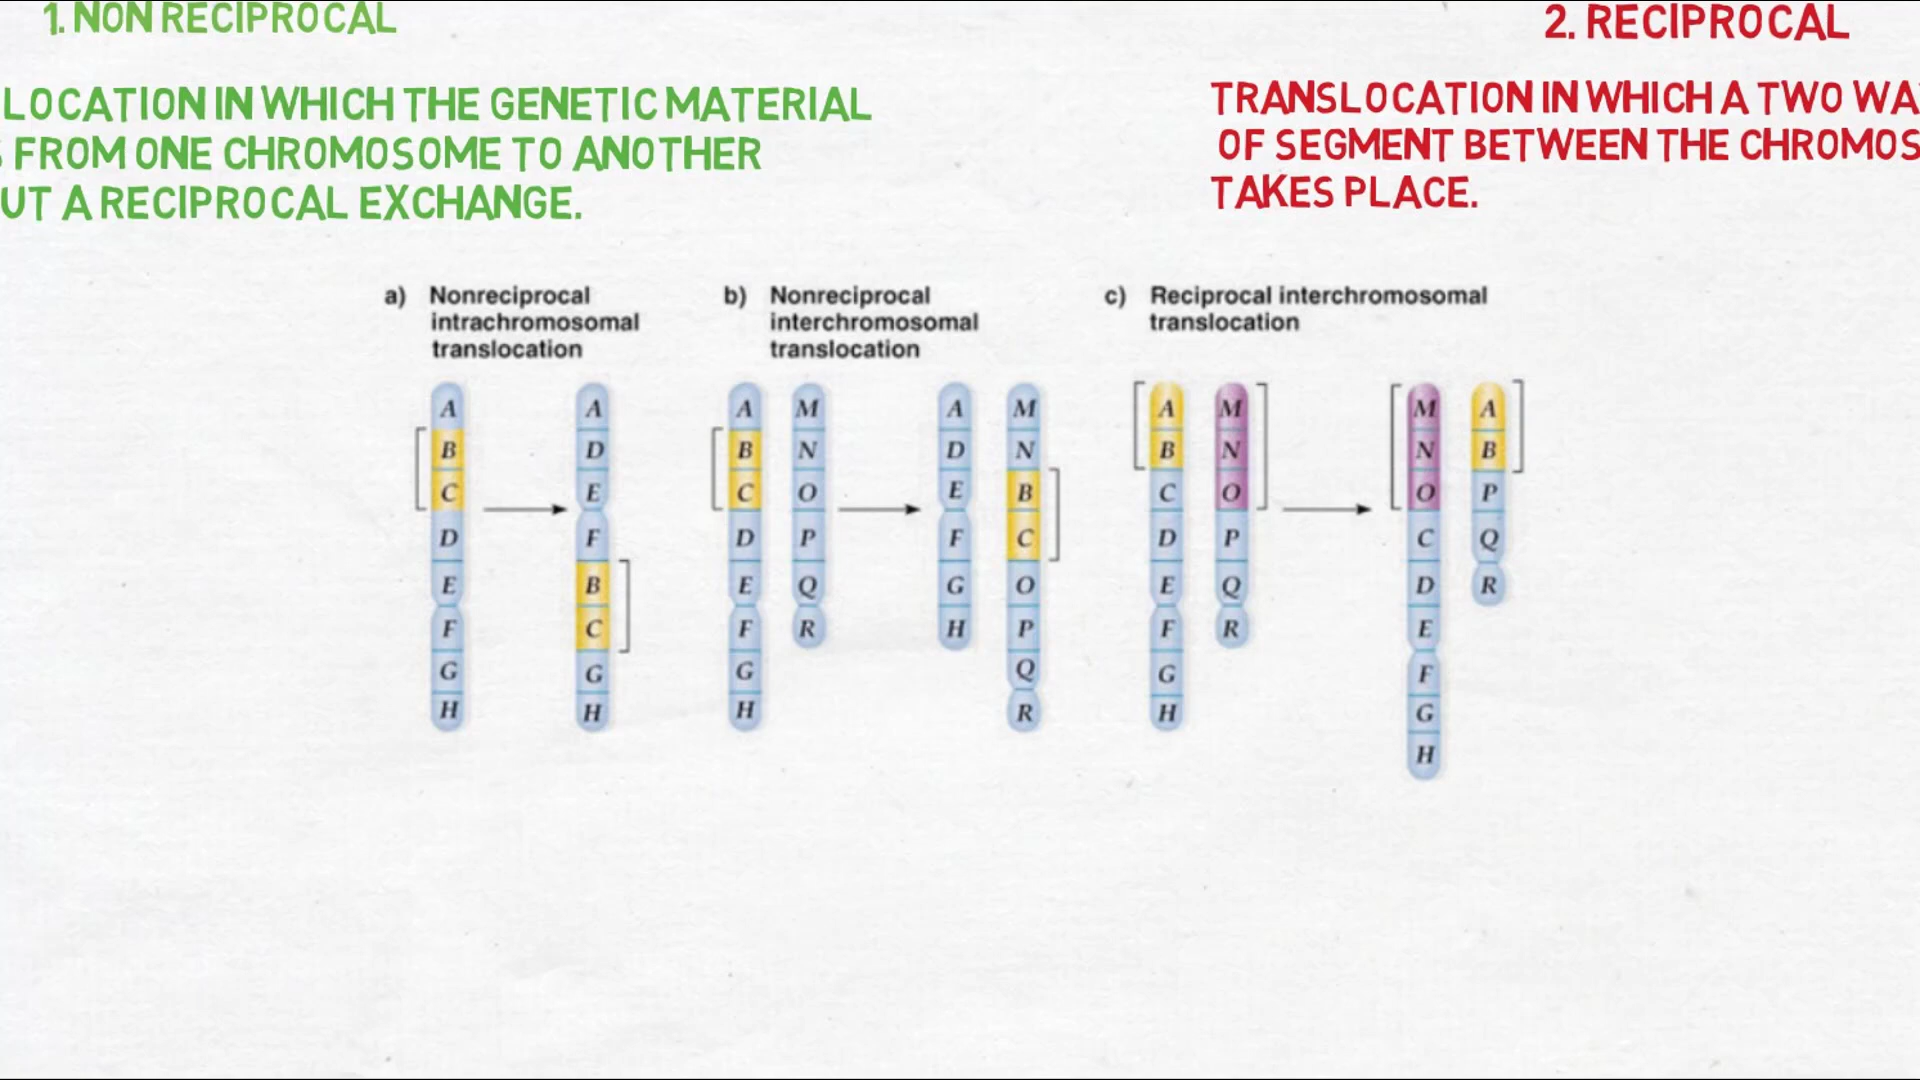 1. NON RECIPROCAL
LOCATION IN WHICH THE GENETIC MATERIAL
FROM ONE CHROMOSOME TO ANOTHER
UT A RECIPROCAL EXCHANGE.
2. RECIPROCAL
TRANSLOCATION IN WHICH A TWO WA
OF SEGMENT BETWEEN THE CHROMOS
TAKES PLACE.
a) Nonreciprocal
intrachromosomal
translocation
A
B
C
D
E
F
G
H
A
D
E
F
B
C
G
H
b) Nonreciprocal
interchromosomal
translocation
A
B
C
D
E
F
G
H
M
N
O
P
Q
R
A
D
E
F
G
H
M
N
B
C
O
P
Q
R
c) Reciprocal interchromosomal
translocation
A
B
C
D
E
F
G
H
M
N
O
P
Q
R
M
N
O
C
D
E
F
G
H
A
B
P
Q
R